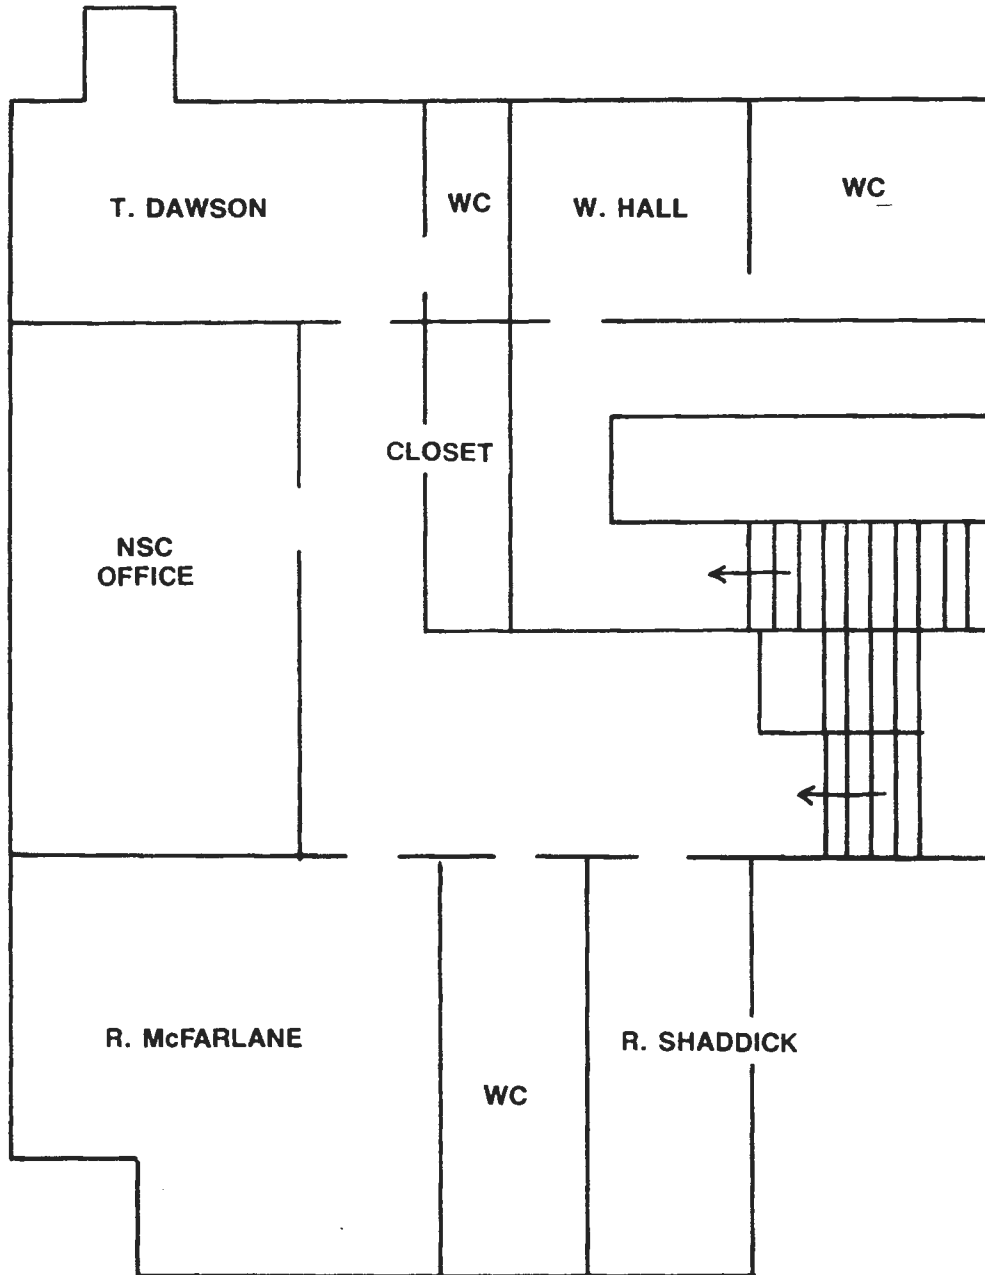 T. DAWSON
WC
W. HALL
WC
CLOSET
NSC
OFFICE
R. McFARLANE
WC
R. SHADDICK